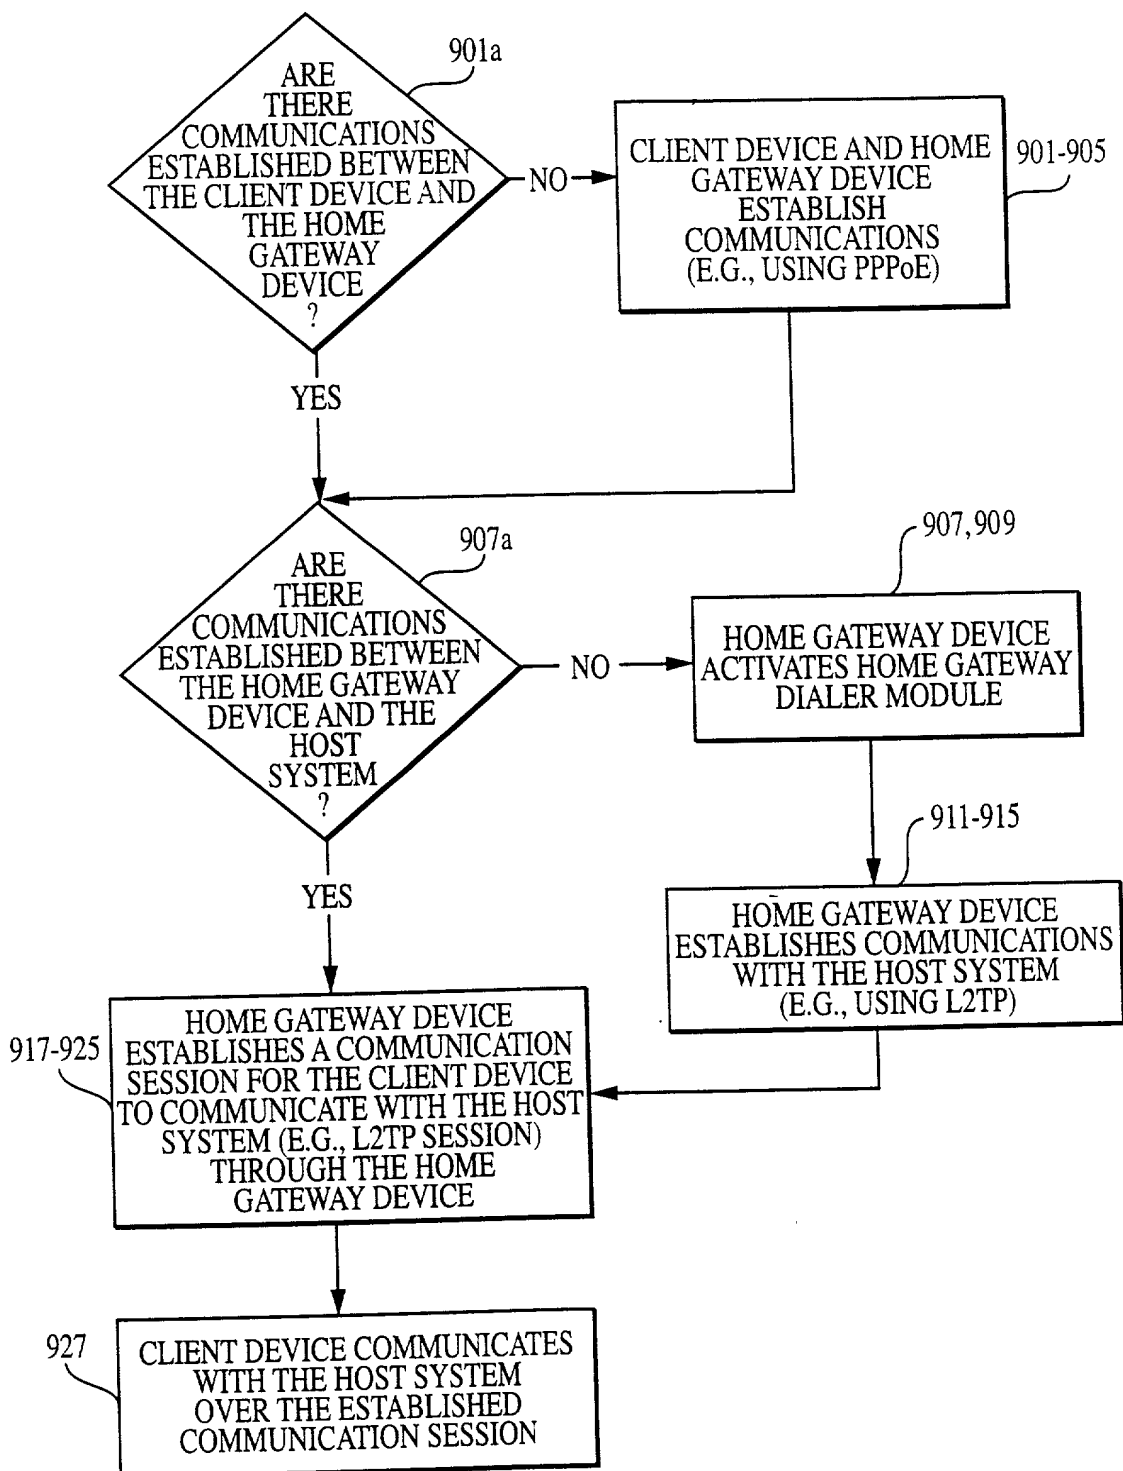 901a
ARE
THERE
COMMUNICATIONS
ESTABLISHED BETWEEN
THE CLIENT DEVICE AND
THE HOME
GATEWAY
DEVICE
?
NO
CLIENT DEVICE AND HOME
GATEWAY DEVICE
ESTABLISH
COMMUNICATIONS
(E.G., USING PPPoE)
901-905
YES
907a
ARE
THERE
COMMUNICATIONS
ESTABLISHED BETWEEN
THE HOME GATEWAY
DEVICE AND THE
HOST
SYSTEM
?
NO
907,909
HOME GATEWAY DEVICE
ACTIVATES HOME GATEWAY
DIALER MODULE
911-915
HOME GATEWAY DEVICE
ESTABLISHES COMMUNICATIONS
WITH THE HOST SYSTEM
(E.G., USING L2TP)
YES
917-925
HOME GATEWAY DEVICE
ESTABLISHES A COMMUNICATION
SESSION FOR THE CLIENT DEVICE
TO COMMUNICATE WITH THE HOST
SYSTEM (E.G., L2TP SESSION)
THROUGH THE HOME
GATEWAY DEVICE
927
CLIENT DEVICE COMMUNICATES
WITH THE HOST SYSTEM
OVER THE ESTABLISHED
COMMUNICATION SESSION